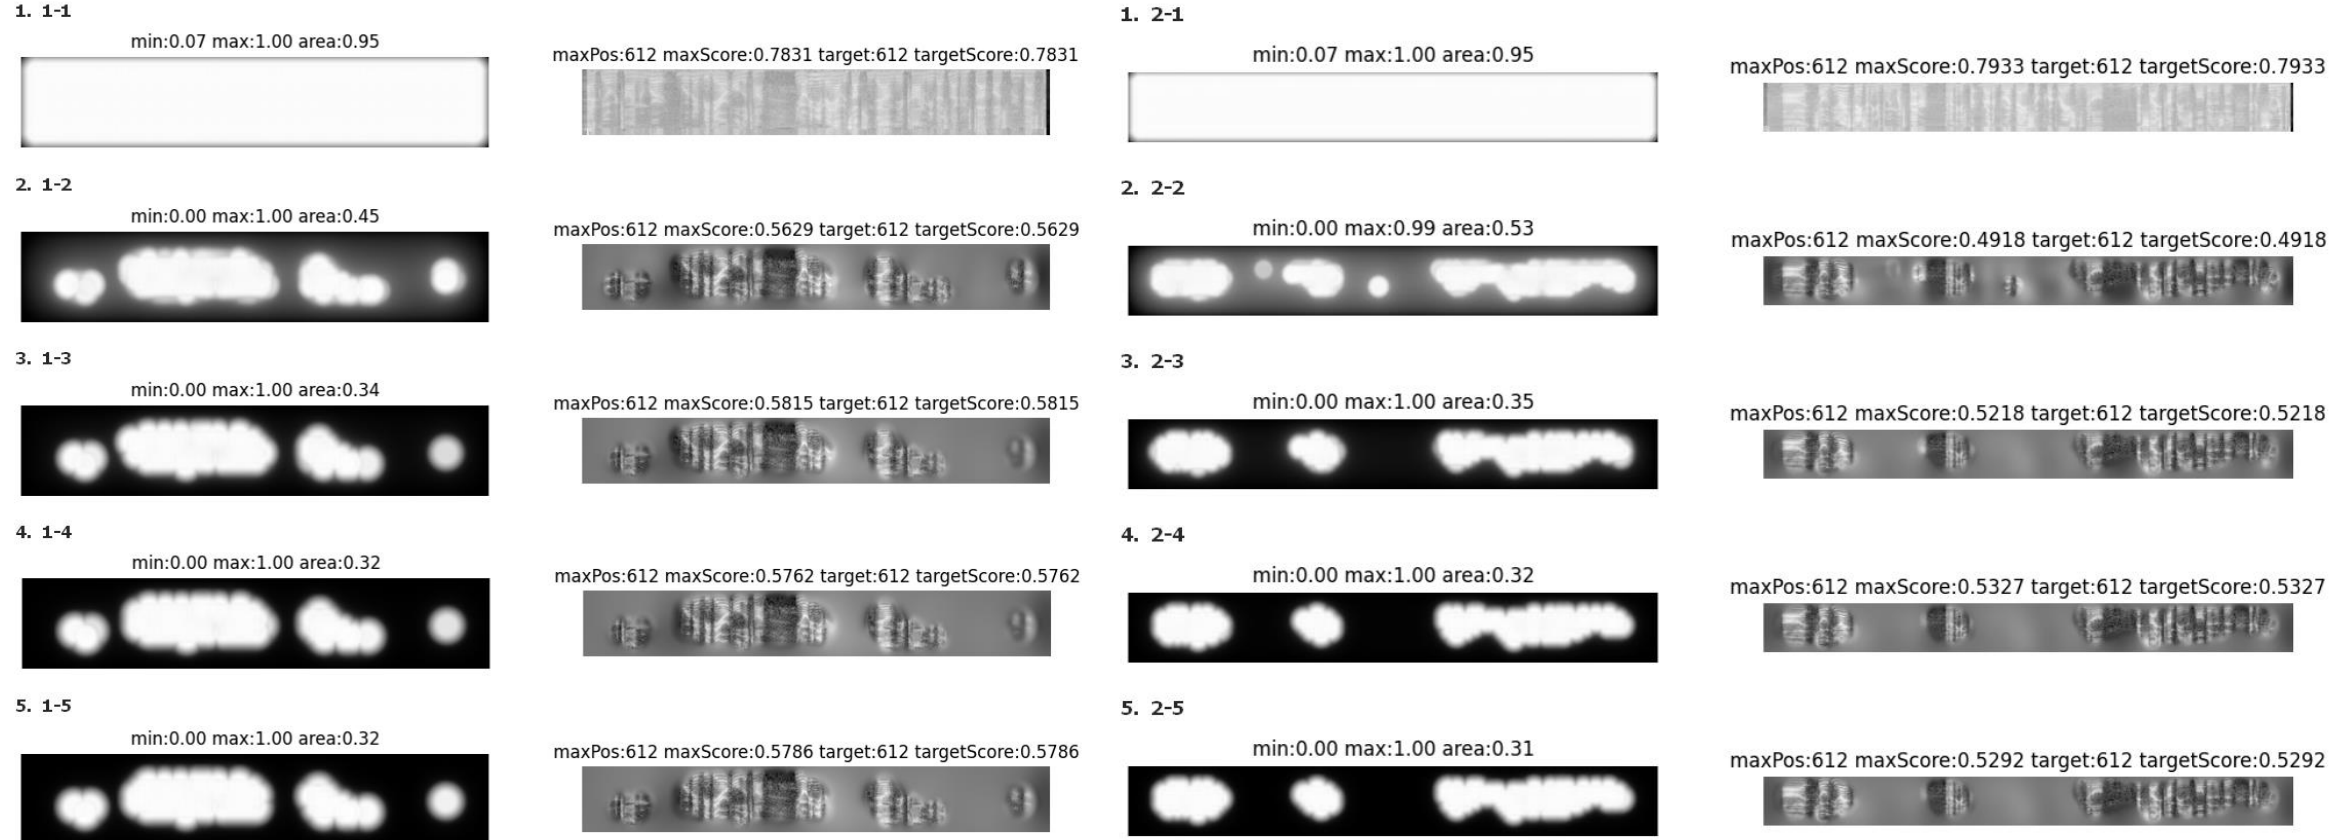 1. 1-1
min:0.07 max:1.00 area:0.95
maxPos:612 maxScore:0.7831 target:612 targetScore:0.7831
2. 1-2
min:0.00 max:1.00 area:0.45
maxPos:612 maxScore:0.5629 target:612 targetScore:0.5629
3. 1-3
min:0.00 max:1.00 area:0.34
maxPos:612 maxScore:0.5815 target:612 targetScore:0.5815
4. 1-4
min:0.00 max:1.00 area:0.32
maxPos:612 maxScore:0.5762 target:612 targetScore:0.5762
5. 1-5
min:0.00 max:1.00 area:0.32
maxPos:612 maxScore:0.5786 target:612 targetScore:0.5786
1. 2-1
min:0.07 max:1.00 area:0.95
maxPos:612 maxScore:0.7933 target:612 targetScore:0.7933
2. 2-2
min:0.00 max:0.99 area:0.53
maxPos:612 maxScore:0.4918 target:612 targetScore:0.4918
3. 2-3
min:0.00 max:1.00 area:0.35
maxPos:612 maxScore:0.5218 target:612 targetScore:0.5218
4. 2-4
min:0.00 max:1.00 area:0.32
maxPos:612 maxScore:0.5327 target:612 targetScore:0.5327
5. 2-5
min:0.00 max:1.00 area:0.31
maxPos:612 maxScore:0.5292 target:612 targetScore:0.5292